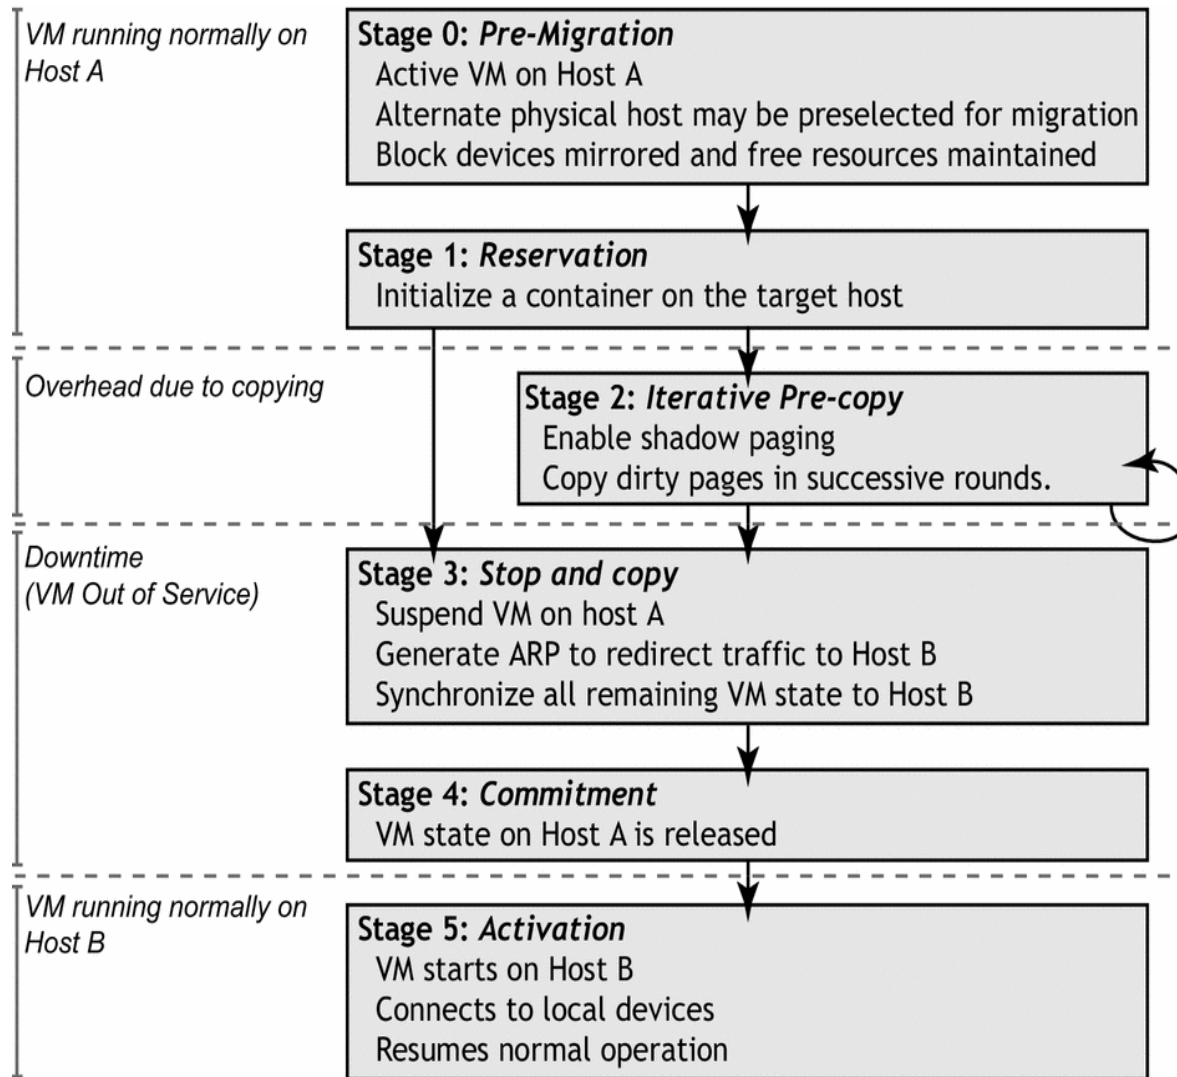 VM running normally on
Host A
Stage 0: Pre-Migration
Active VM on Host A
Alternate physical host may be preselected for migration
Block devices mirrored and free resources maintained
Stage 1: Reservation
Initialize a container on the target host
Overhead due to copying
Stage 2: Iterative Pre-copy
Enable shadow paging
Copy dirty pages in successive rounds.
Downtime
(VM Out of Service)
Stage 3: Stop and copy
Suspend VM on host A
Generate ARP to redirect traffic to Host B
Synchronize all remaining VM state to Host B
Stage 4: Commitment
VM state on Host A is released
VM running normally on
Host B
Stage 5: Activation
VM starts on Host B
Connects to local devices
Resumes normal operation